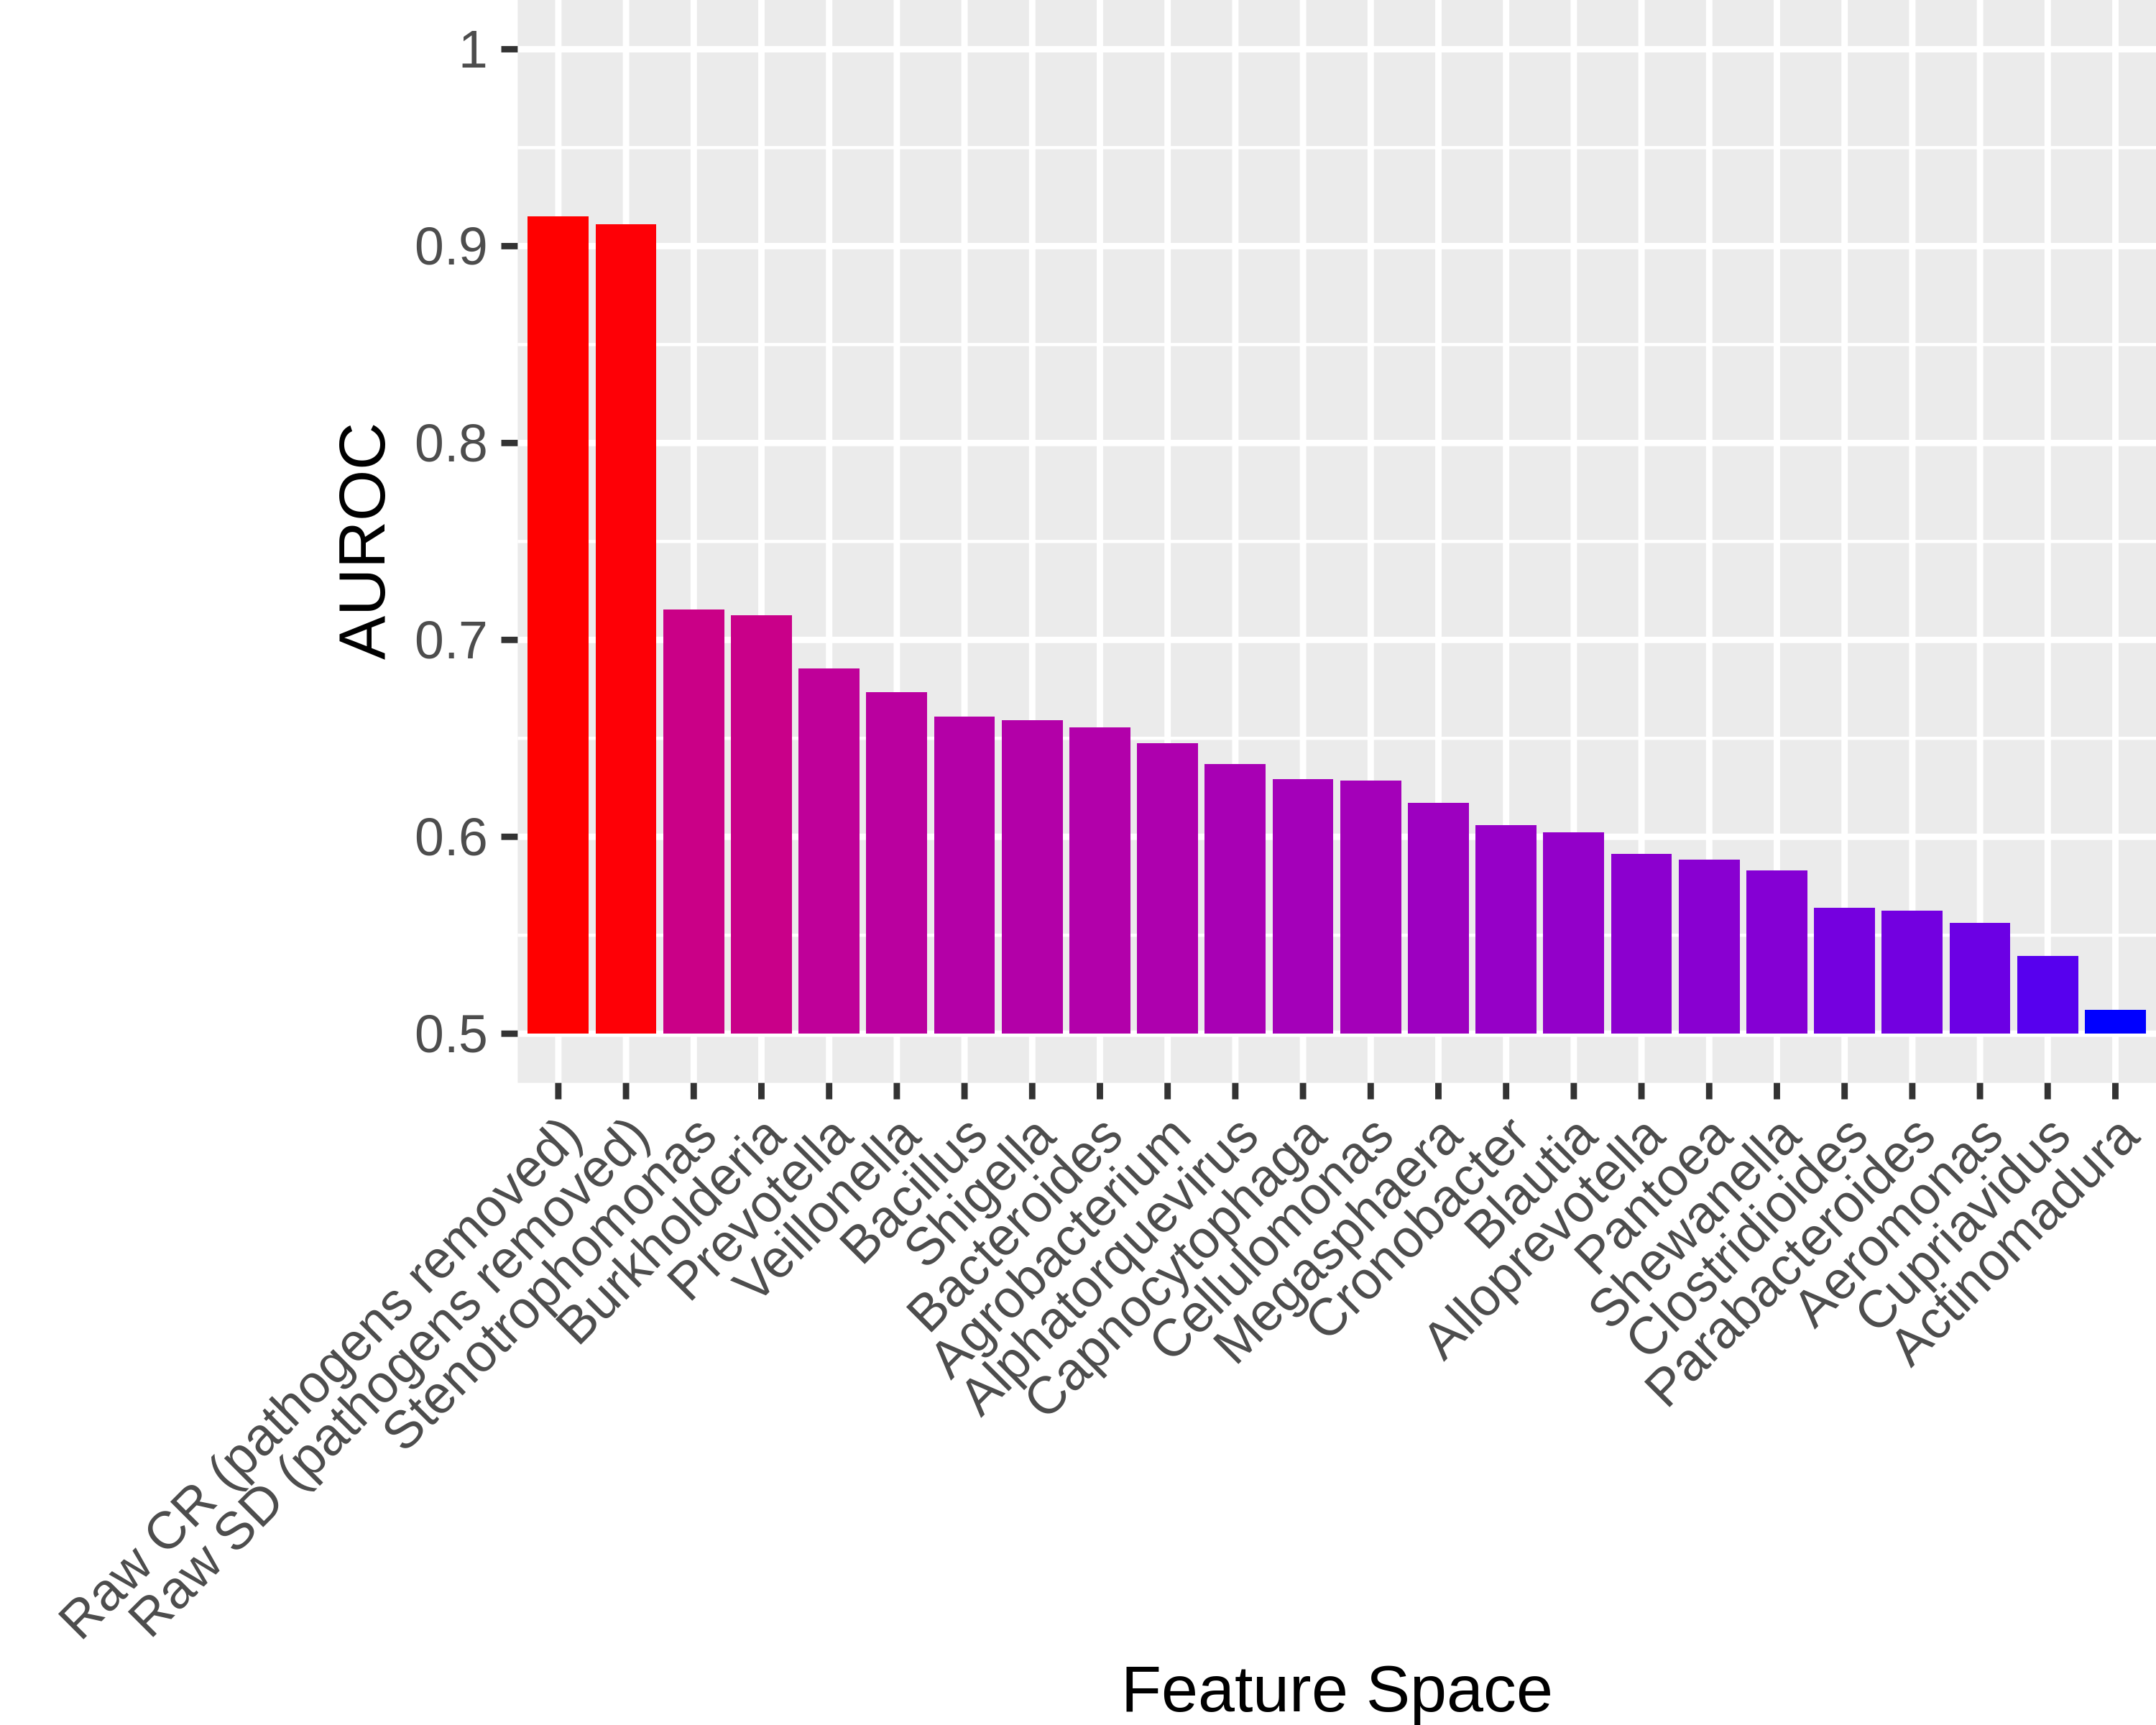 AUROC
1
0.9
0.8
0.7
0.6
0.5
Raw CR (pathogens removed)
Raw SD (pathogens removed)
Stenotrophomonas
Burkholderia
Prevotella
Veillonella
Bacillus
Shigella
Bacteroides
Agrobacterium
Alphatorquevirus
Capnocytophaga
Cellulomonas
Megasphaera
Cronobacter
Blautia
Alloprevotella
Pantoea
Shewanella
Clostridioides
Parabacteroides
Aeromonas
Cupriavidus
Actinomadura
Feature Space